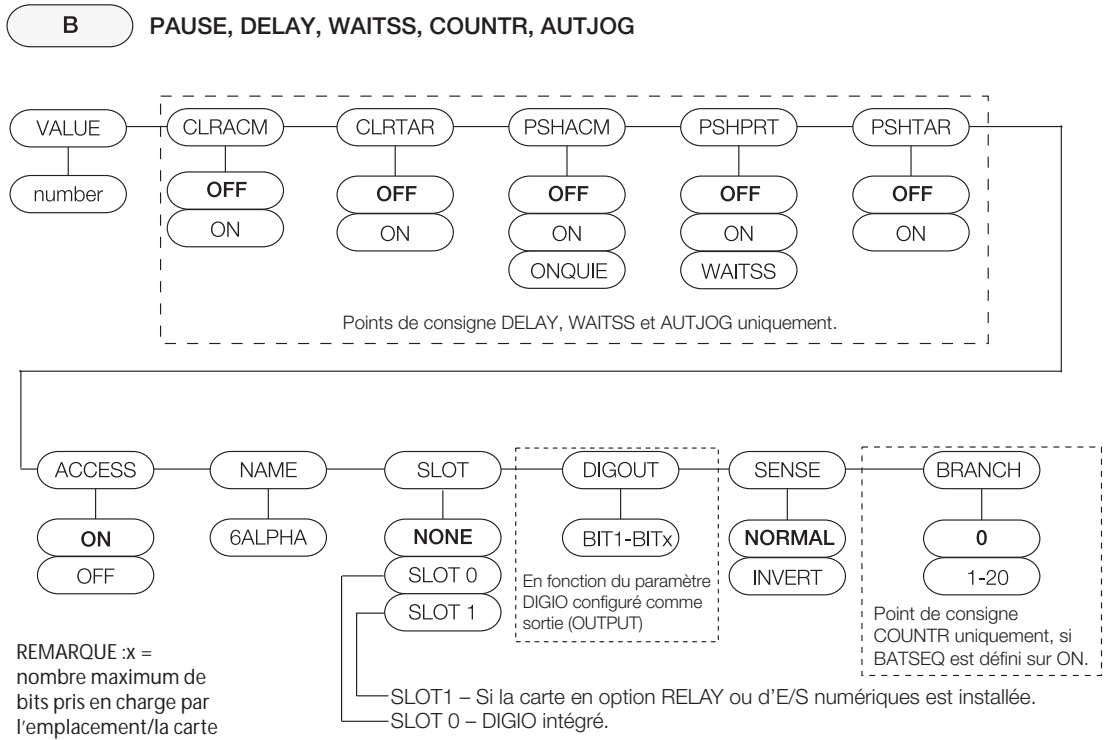 B PAUSE, DELAY, WAITSS, COUNTR, AUTJOG
VALUE CLRACM CLRTAR PSHACM PSHPRT PSHTAR
number OFF OFF OFF OFF OFF
ON ON ON ON ON
ONQUIE WAITSS
Points de consigne DELAY, WAITSS et AUTJOG uniquement.
ACCESS NAME SLOT DIGOUT SENSE BRANCH
ON 6ALPHA NONE BIT1-BITx NORMAL 0
OFF SLOT 0 INVERT 1-20
SLOT 1
En fonction du paramètre
DIGIO configuré comme
sortie (OUTPUT)
Point de consigne
COUNTR uniquement, si
BATSEQ est défini sur ON.
REMARQUE :x =
nombre maximum de
bits pris en charge par
l'emplacement/la carte
SLOT1 – Si la carte en option RELAY ou d'E/S numériques est installée.
SLOT 0 – DIGIO intégré.